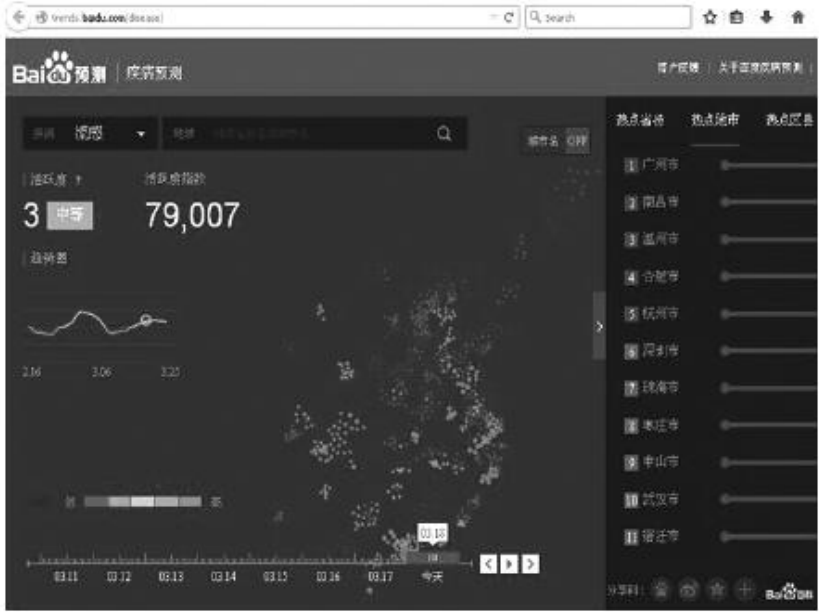 trends.baidu.com/disease/
Search
Bai du 预测 | 疾病预测
用户反馈 | 关于百度疾病预测 |
流感
城市名 OFF
热点省份 热点城市 热点区县
活跃度 ? 活跃度指数
3 中等 79,007
趋势图
2.16 3.06 3.25
低 高
1 广州市
2 南昌市
3 温州市
4 合肥市
5 杭州市
6 深圳市
7 珠海市
8 枣庄市
9 中山市
10 武汉市
11 宿迁市
03.18
03.11 03.12 03.13 03.14 03.15 03.16 03.17 今天
分享到:
Bai du 百度